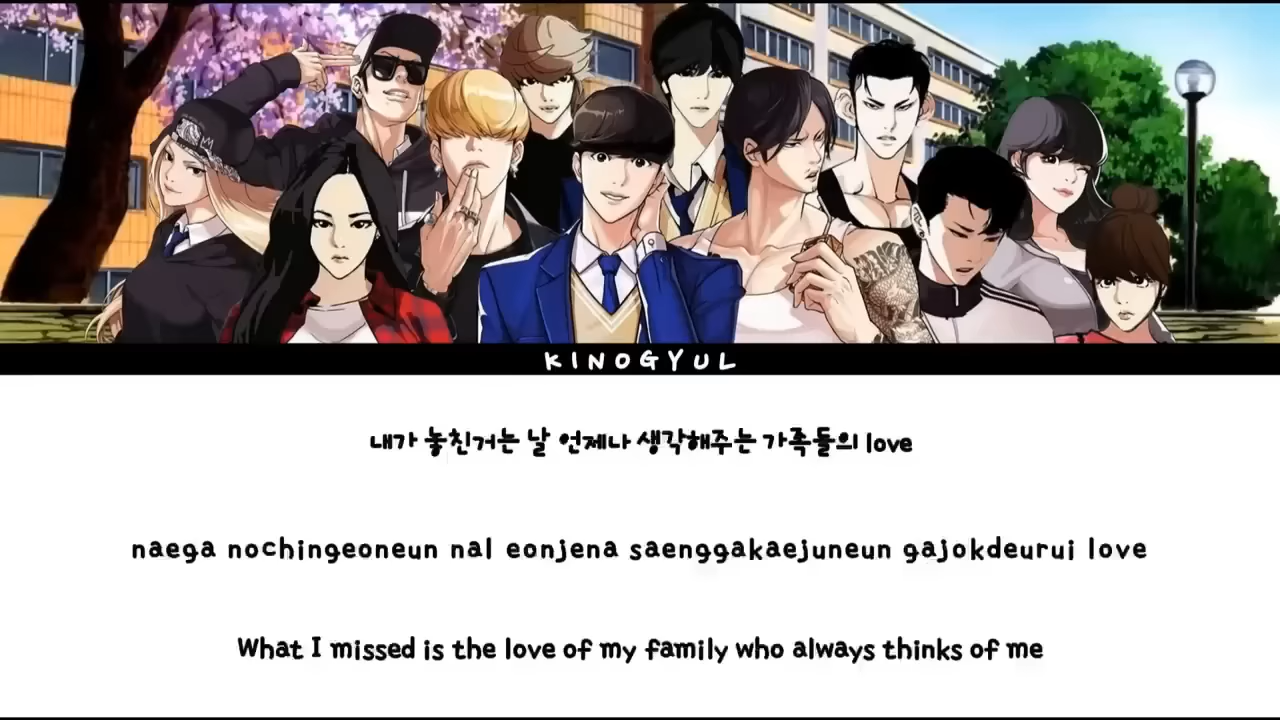 KINOGYUL
내가 놓친거는 날 언제나 생각해주는 가족들의 love
naega nochingeoneun nal eonjena saenggakaejuneun gajokdeurui love
What I missed is the love of my family who always thinks of me